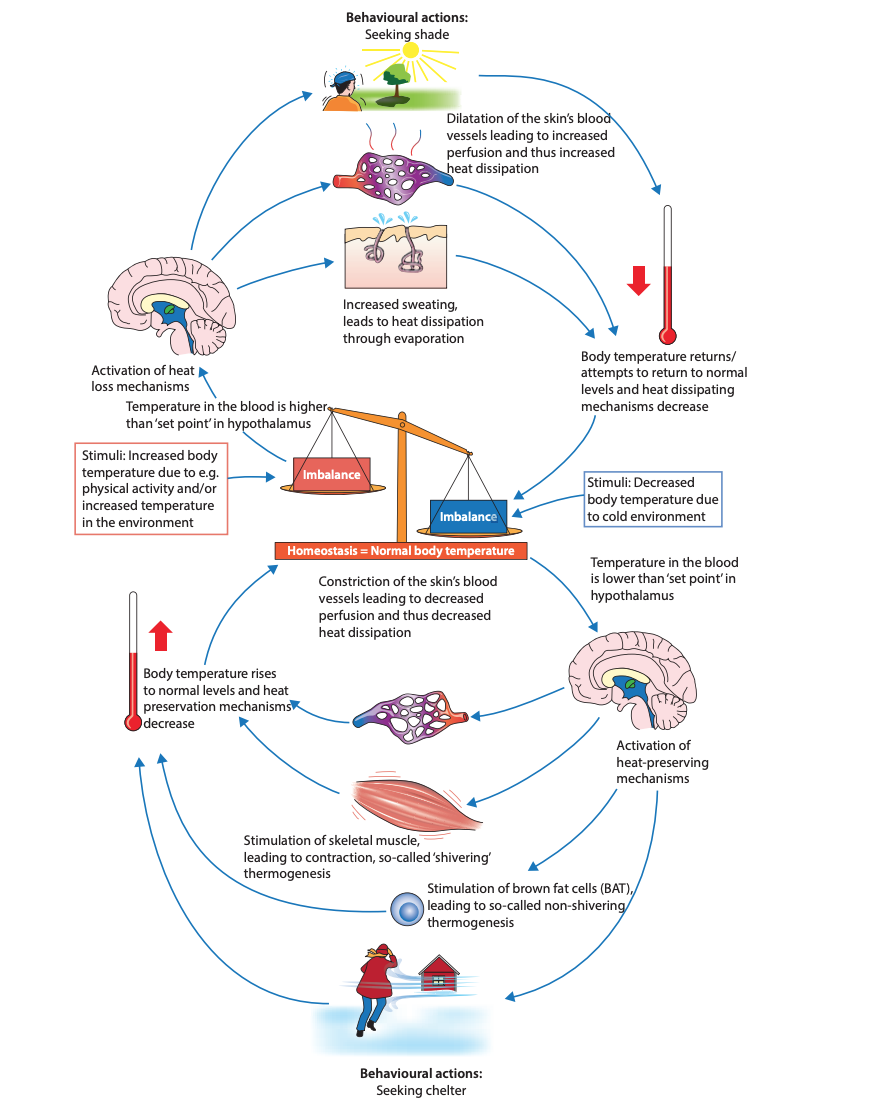 Behavioural actions:
Seeking shade
Dilatation of the skin's blood
vessels leading to increased
perfusion and thus increased
heat dissipation
Increased sweating,
leads to heat dissipation
through evaporation
Activation of heat
loss mechanisms
Body temperature returns/
attempts to return to normal
levels and heat dissipating
mechanisms decrease
Temperature in the blood is higher
than 'set point' in hypothalamus
Stimuli: Increased body
temperature due to e.g.
physical activity and/or
increased temperature
in the environment
Imbalance
Imbalance
Stimuli: Decreased
body temperature due
to cold environment
Homeostasis = Normal body temperature
Temperature in the blood
is lower than 'set point' in
hypothalamus
Constriction of the skin's blood
vessels leading to decreased
perfusion and thus decreased
heat dissipation
Body temperature rises
to normal levels and heat
preservation mechanisms
decrease
Activation of
heat-preserving
mechanisms
Stimulation of skeletal muscle,
leading to contraction, so-called 'shivering'
thermogenesis
Stimulation of brown fat cells (BAT),
leading to so-called non-shivering
thermogenesis
Behavioural actions:
Seeking chelter